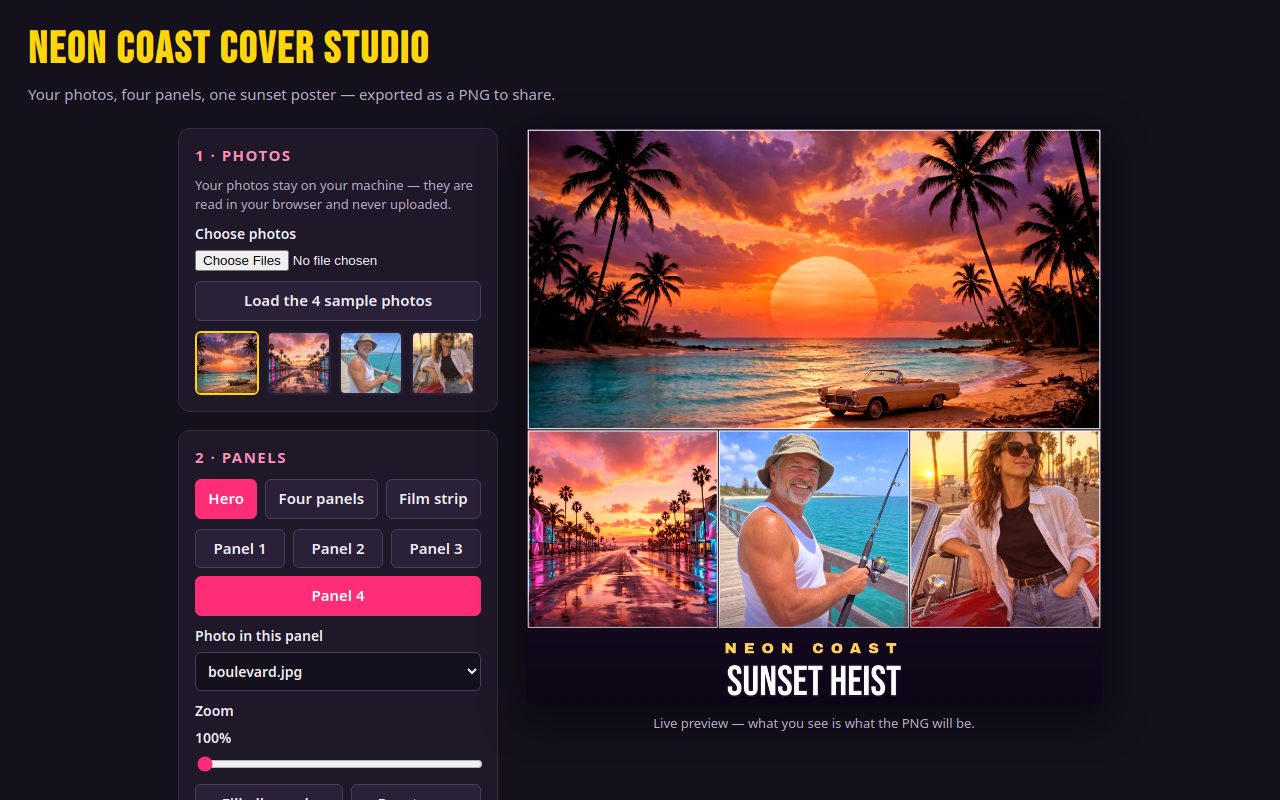 NEON COAST COVER STUDIO
Your photos, four panels, one sunset poster — exported as a PNG to share.
1 · PHOTOS
Your photos stay on your machine — they are
read in your browser and never uploaded.
Choose photos
Choose Files No file chosen
Load the 4 sample photos
2 · PANELS
Hero Four panels Film strip
Panel 1 Panel 2 Panel 3
Panel 4
Photo in this panel
boulevard.jpg
Zoom
100%
NEON COAST
SUNSET HEIST
Live preview — what you see is what the PNG will be.